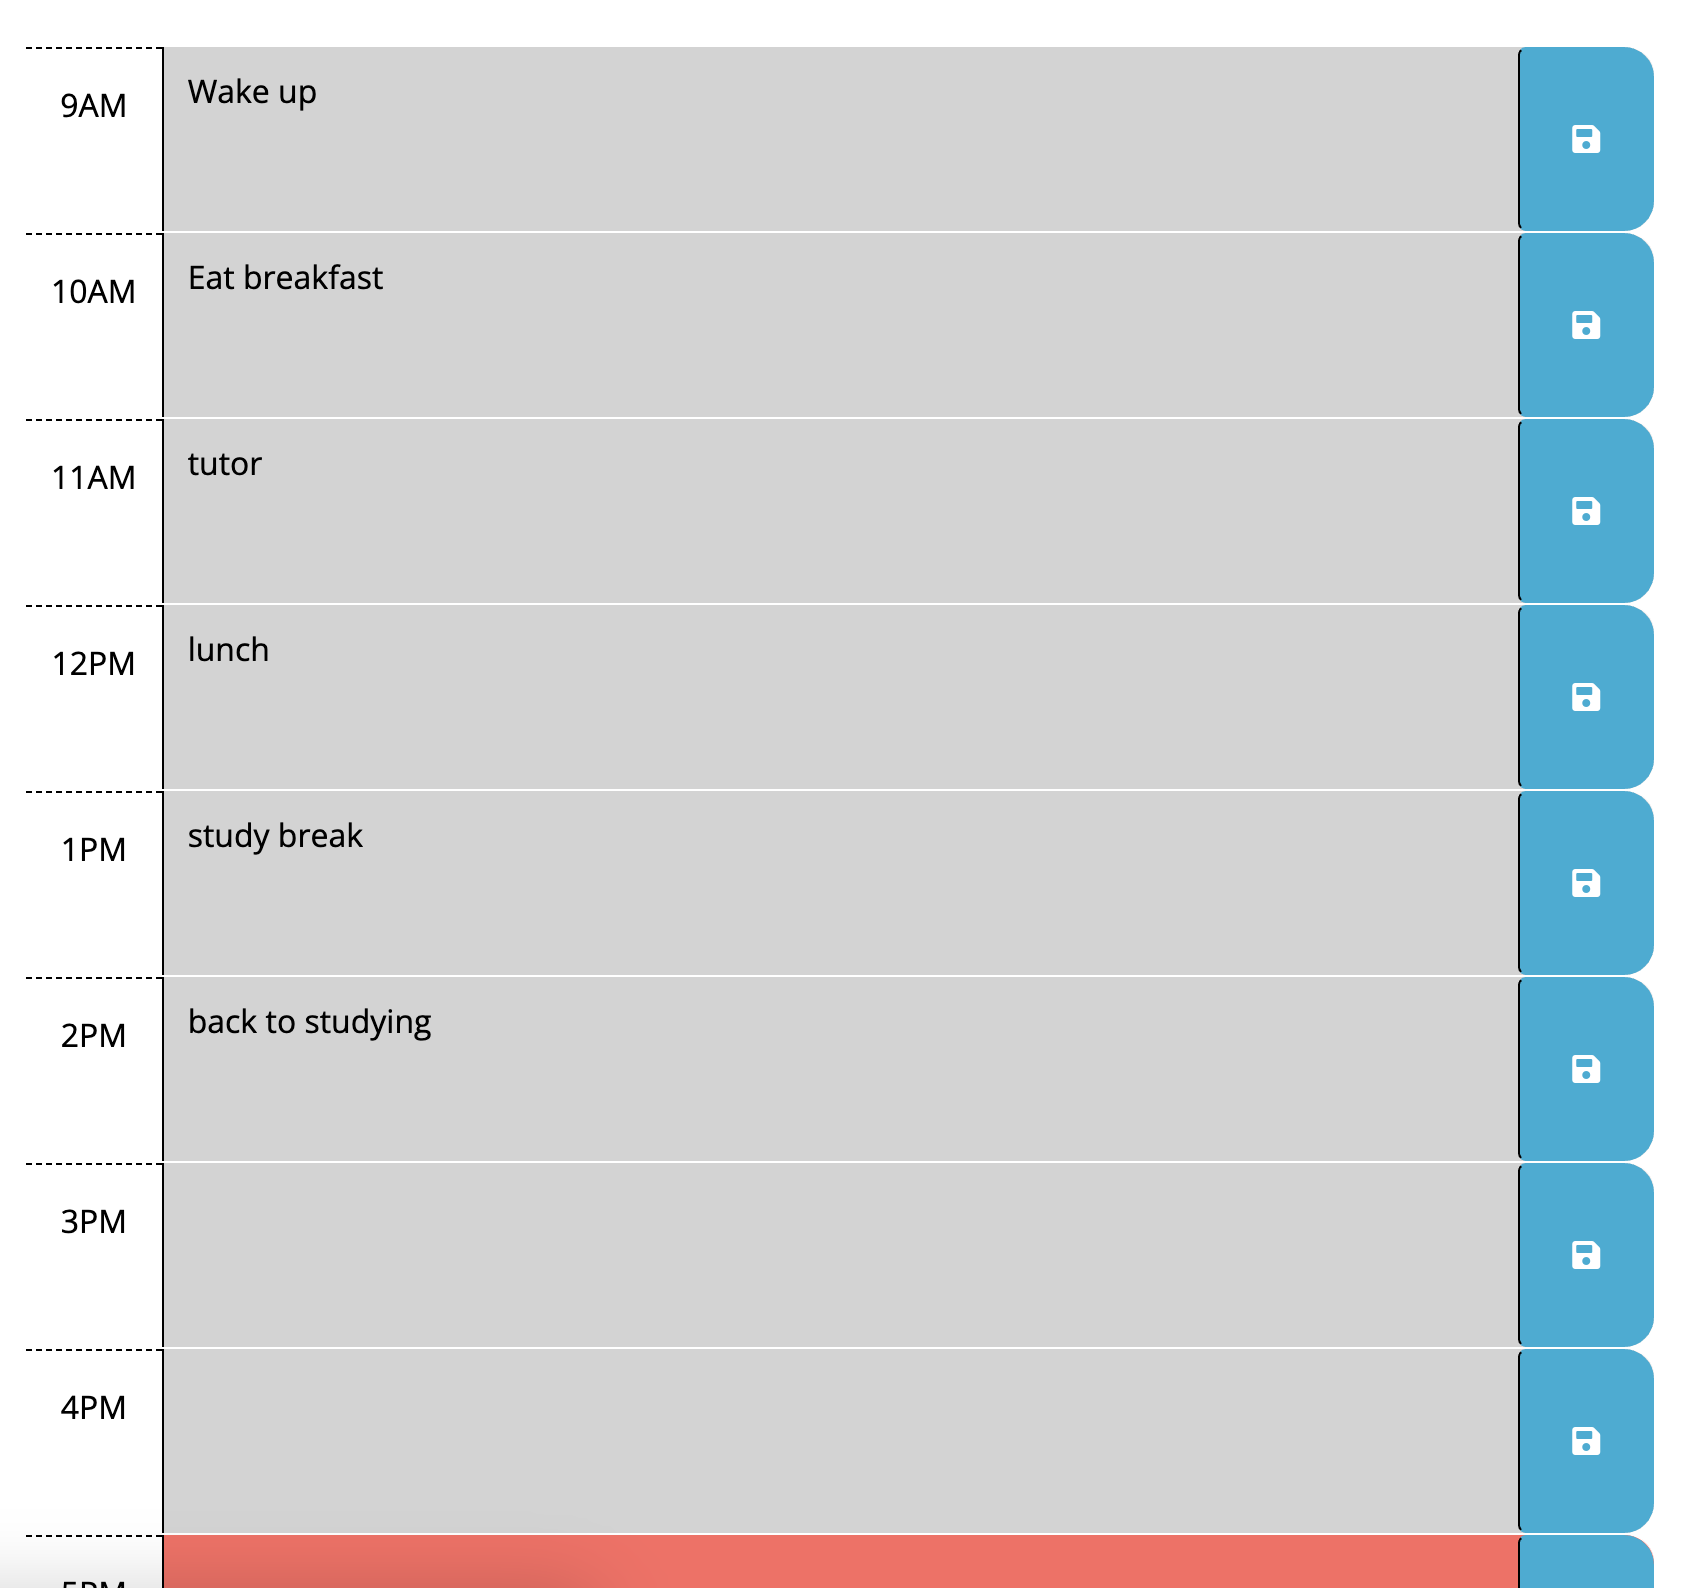 9AM
Wake up
10AM
Eat breakfast
11AM
tutor
12PM
lunch
1PM
study break
2PM
back to studying
3PM
4PM
5PM